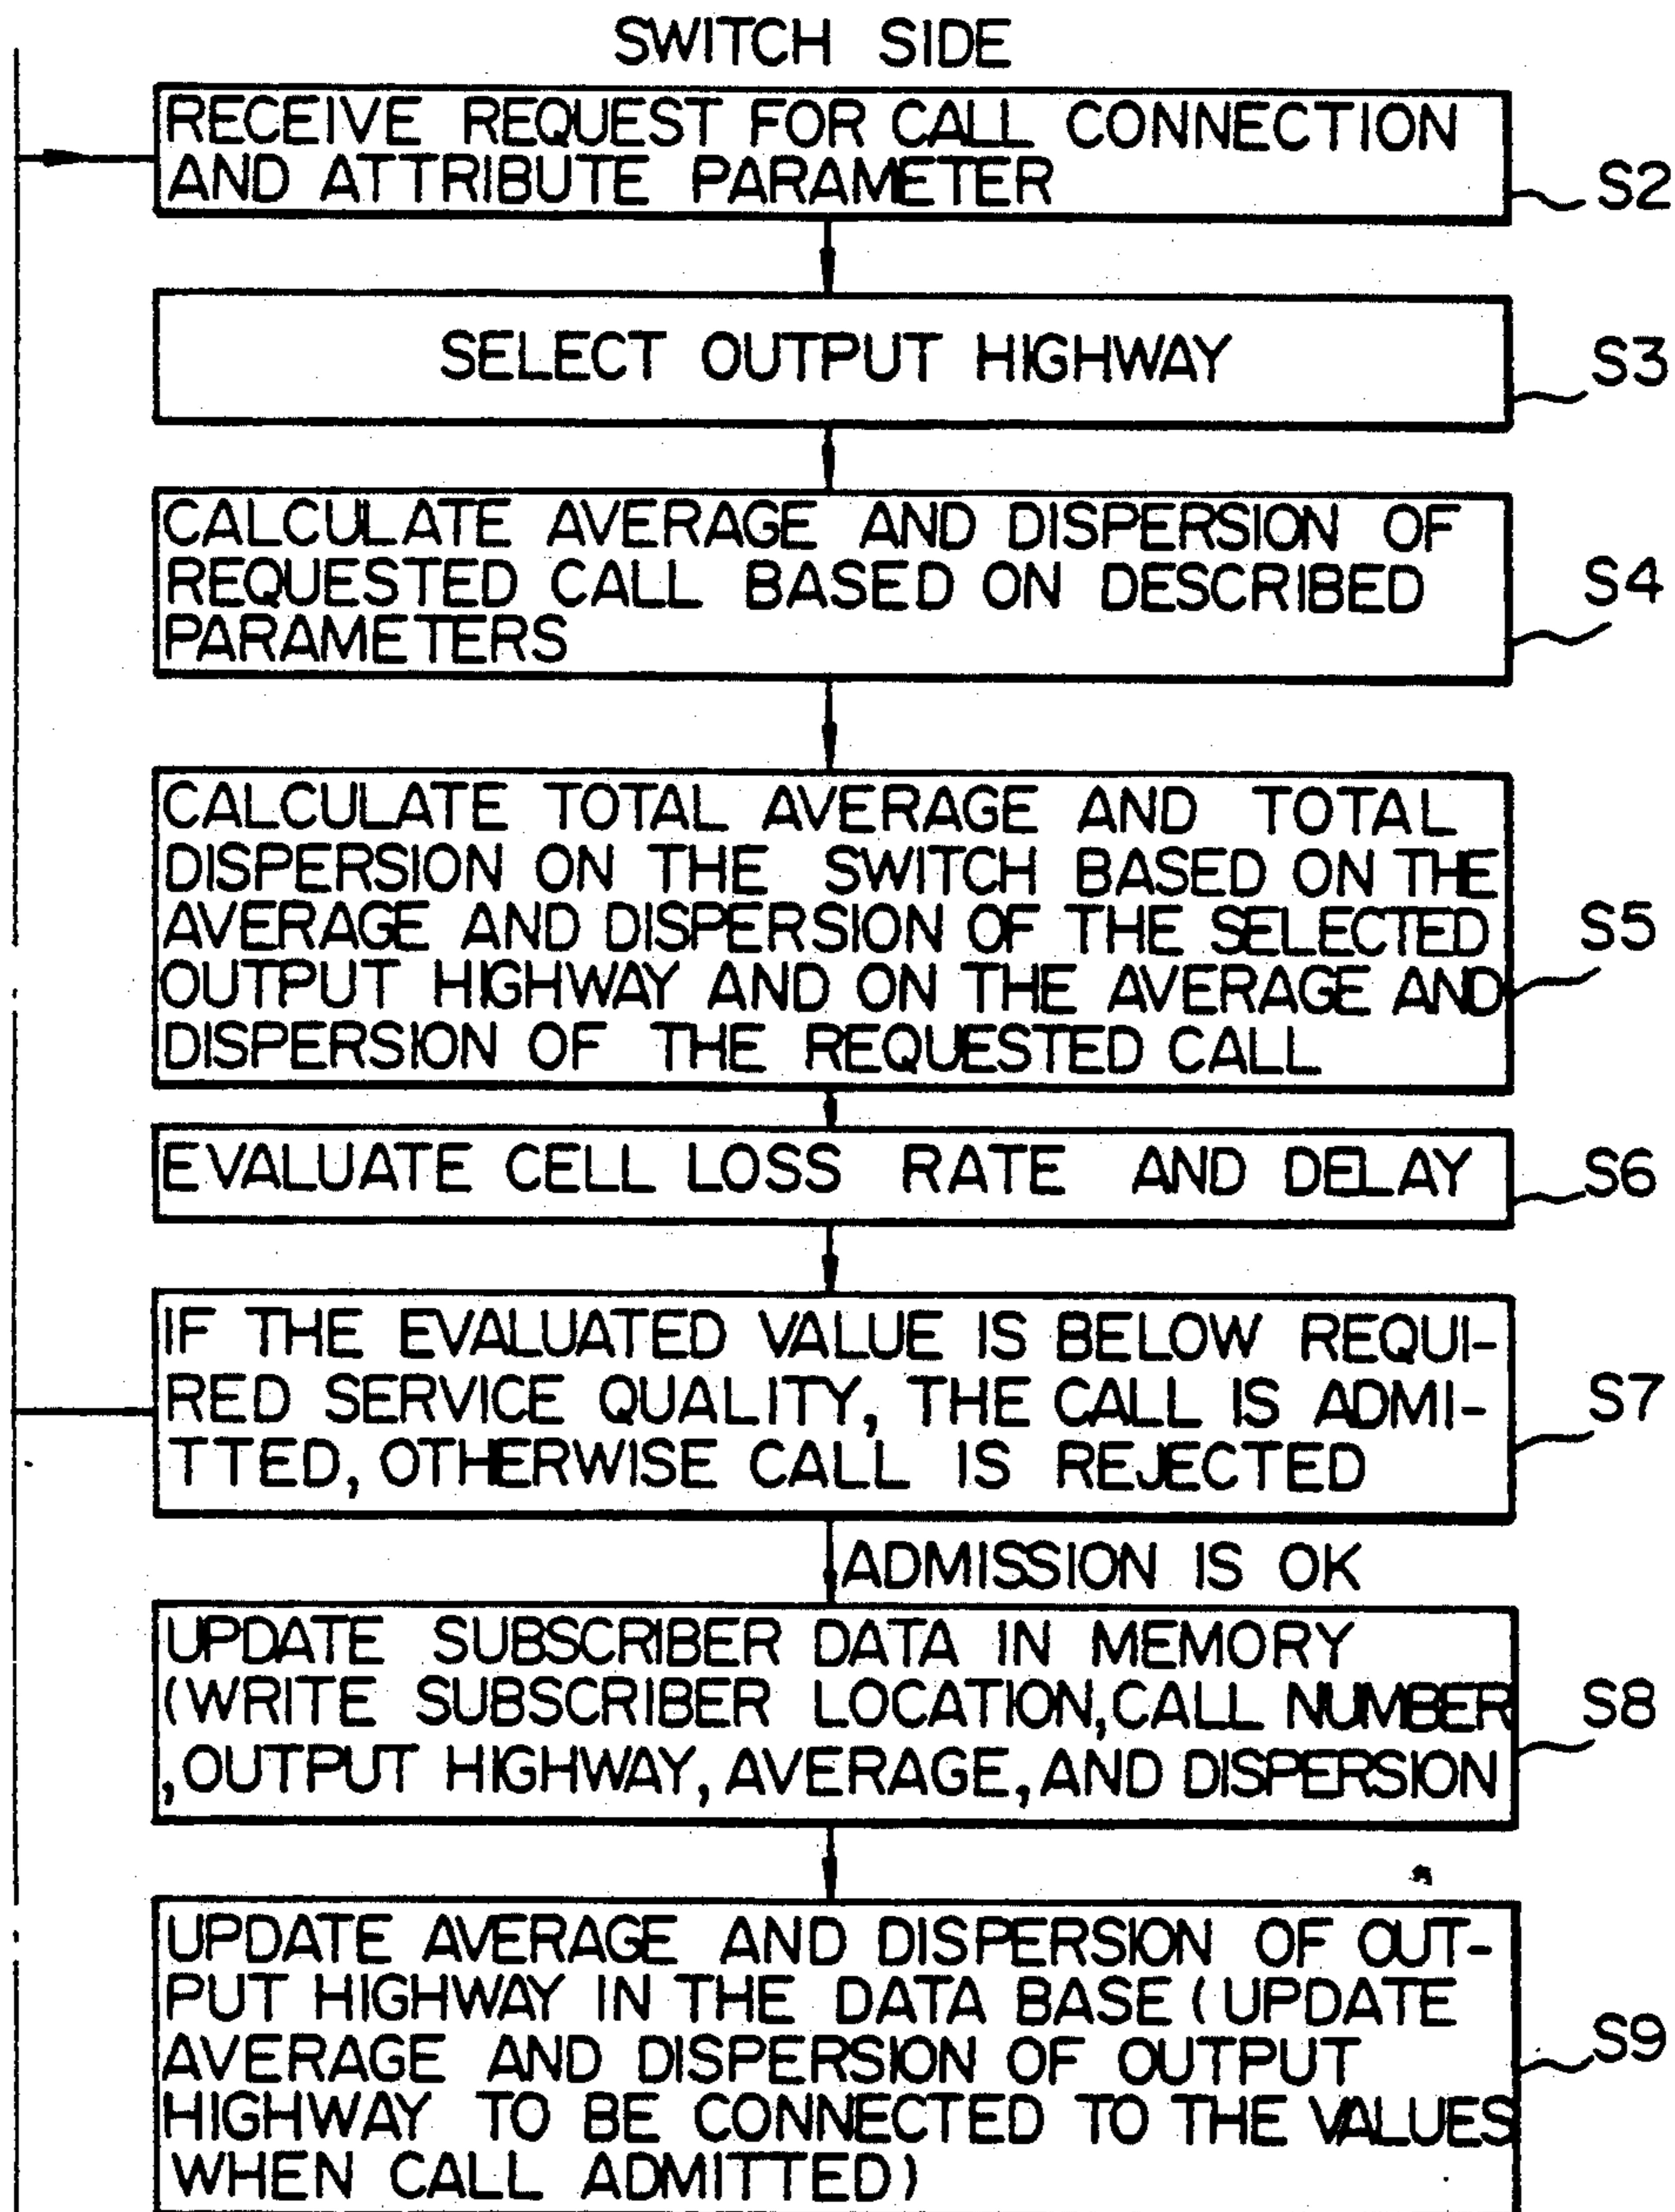 SWITCH SIDE
RECEIVE REQUEST FOR CALL CONNECTION
AND ATTRIBUTE PARAMETER
S2
SELECT OUTPUT HIGHWAY
S3
CALCULATE AVERAGE AND DISPERSION OF
REQUESTED CALL BASED ON DESCRIBED
PARAMETERS
S4
CALCULATE TOTAL AVERAGE AND TOTAL
DISPERSION ON THE SWITCH BASED ON THE
AVERAGE AND DISPERSION OF THE SELECTED
OUTPUT HIGHWAY AND ON THE AVERAGE AND
DISPERSION OF THE REQUESTED CALL
S5
EVALUATE CELL LOSS RATE AND DELAY
S6
IF THE EVALUATED VALUE IS BELOW REQUI-
RED SERVICE QUALITY, THE CALL IS ADMI-
TTED, OTHERWISE CALL IS REJECTED
S7
ADMISSION IS OK
UPDATE SUBSCRIBER DATA IN MEMORY
(WRITE SUBSCRIBER LOCATION, CALL NUMBER
, OUTPUT HIGHWAY, AVERAGE, AND DISPERSION
S8
UPDATE AVERAGE AND DISPERSION OF OUT-
PUT HIGHWAY IN THE DATA BASE (UPDATE
AVERAGE AND DISPERSION OF OUTPUT
HIGHWAY TO BE CONNECTED TO THE VALUES
WHEN CALL ADMITTED)
S9